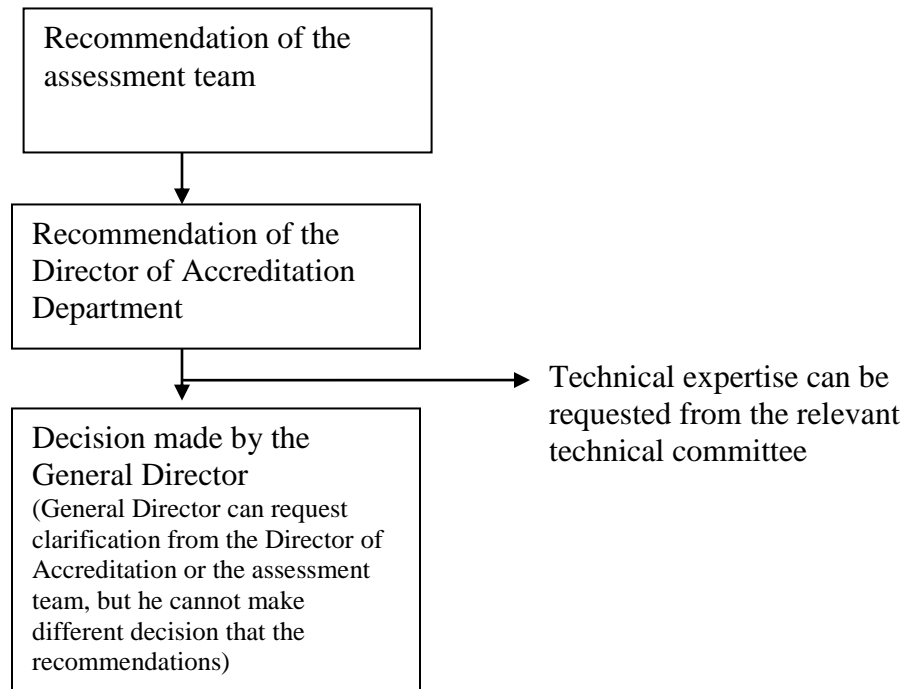 Recommendation of the
assessment team
Recommendation of the
Director of Accreditation
Department
Technical expertise can be
requested from the relevant
technical committee
Decision made by the
General Director
(General Director can request
clarification from the Director of
Accreditation or the assessment
team, but he cannot make
different decision that the
recommendations)